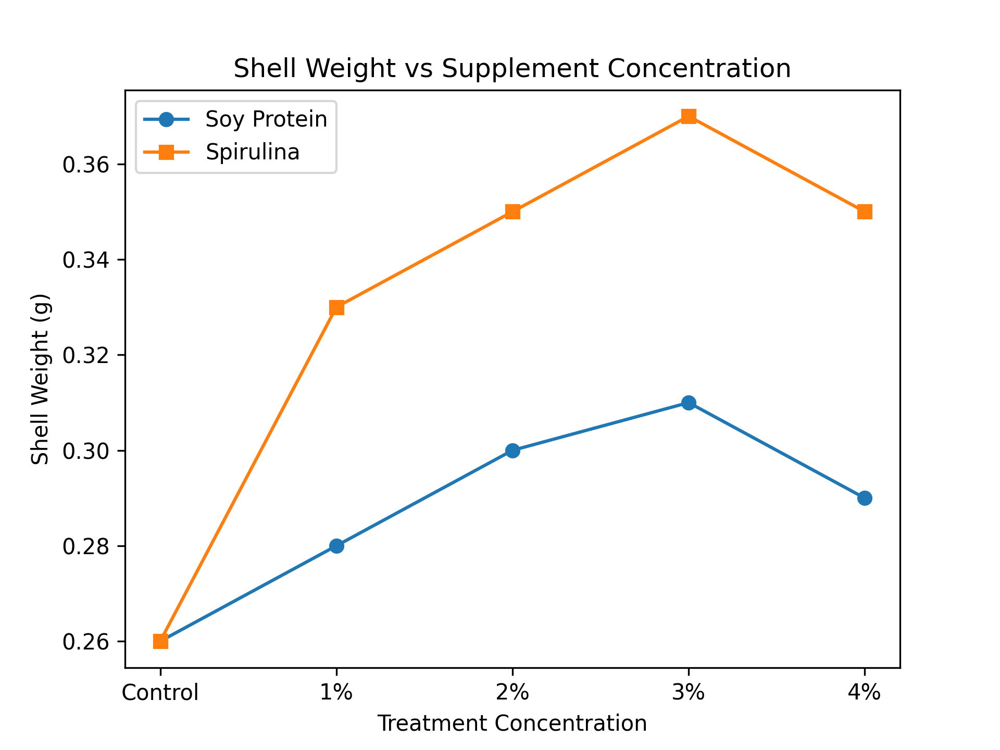 Shell Weight vs Supplement Concentration
Soy Protein
Spirulina
0.36
0.34
0.32
0.30
0.28
0.26
Shell Weight (g)
Control 1% 2% 3% 4%
Treatment Concentration